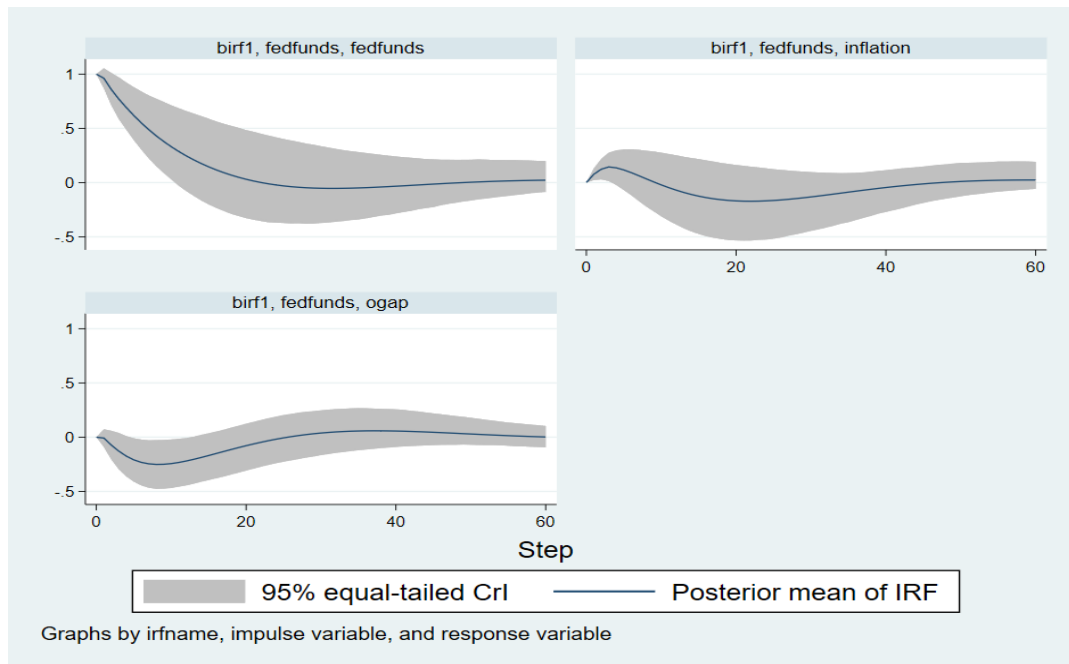 birf1, fedfunds, fedfunds
birf1, fedfunds, inflation
1
.5
0
-.5
0
20
40
60
birf1, fedfunds, ogap
1
.5
0
-.5
0
20
40
60
Step
95% equal-tailed CrI
Posterior mean of IRF
Graphs by irfname, impulse variable, and response variable